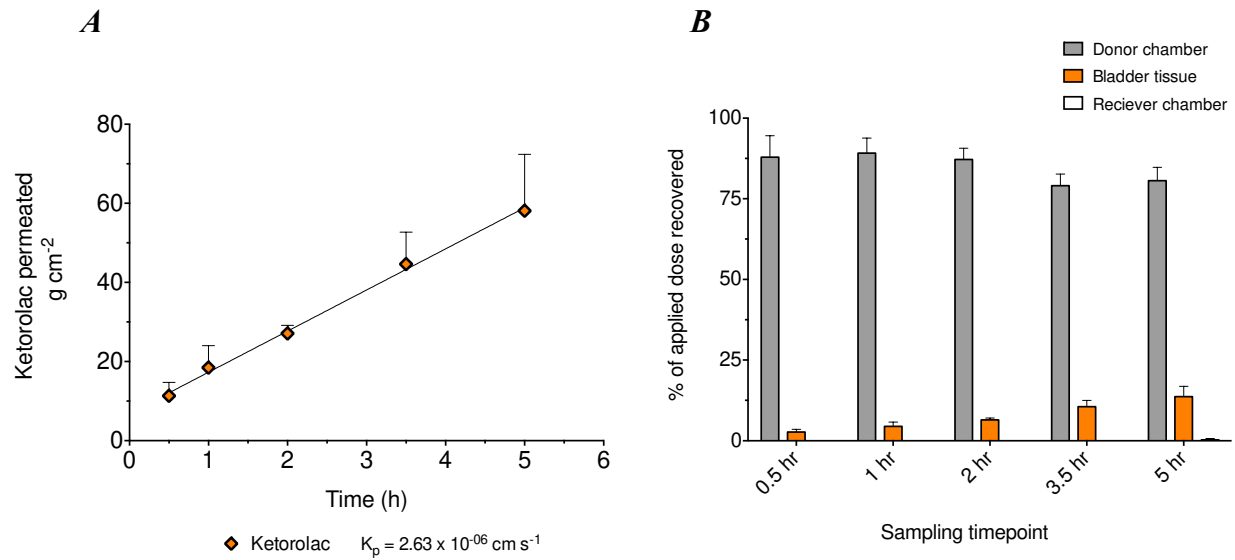 A
Ketorolac permeated
g cm⁻²
80
60
40
20
0
0 1 2 3 4 5 6
Time (h)
Ketorolac Kₚ = 2.63 x 10⁻⁰⁶ cm s⁻¹
B
Donor chamber
Bladder tissue
Reciever chamber
% of applied dose recovered
100
75
50
25
0
0.5 hr 1 hr 2 hr 3.5 hr 5 hr
Sampling timepoint